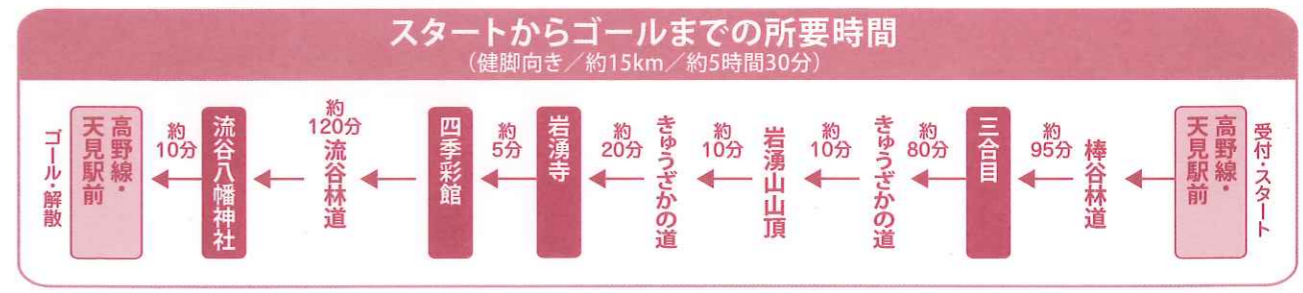 スタートからゴールまでの所要時間
(健脚向き／約15km／約5時間30分)
受付・スタート
高野線・
天見駅前
棒谷林道
約
95分
三合目
約
80分
きゅうざかの道
約
10分
岩湧山山頂
約
10分
きゅうざかの道
約
20分
岩湧寺
約
5分
四季彩館
約
120分
流谷林道
流谷八幡神社
約
10分
高野線・
天見駅前
ゴール・解散